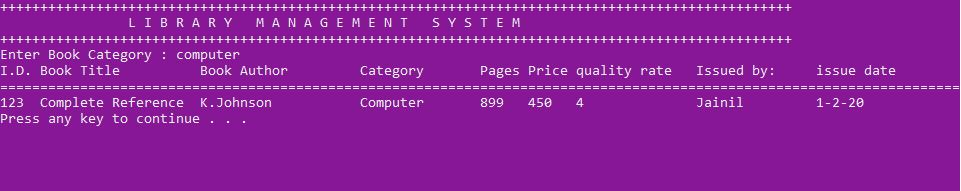 +++++++++++++++++++++++++++++++++++++++++++++++++++++++++++++++++++++++++++++++++++++++++++++++++++
L I B R A R Y   M A N A G E M E N T   S Y S T E M
+++++++++++++++++++++++++++++++++++++++++++++++++++++++++++++++++++++++++++++++++++++++++++++++++++
Enter Book Category : computer
I.D. Book Title          Book Author         Category       Pages Price quality rate   Issued by:     issue date
========================================================================================================================
123  Complete Reference  K.Johnson           Computer       899   450   4              Jainil         1-2-20
Press any key to continue . . .